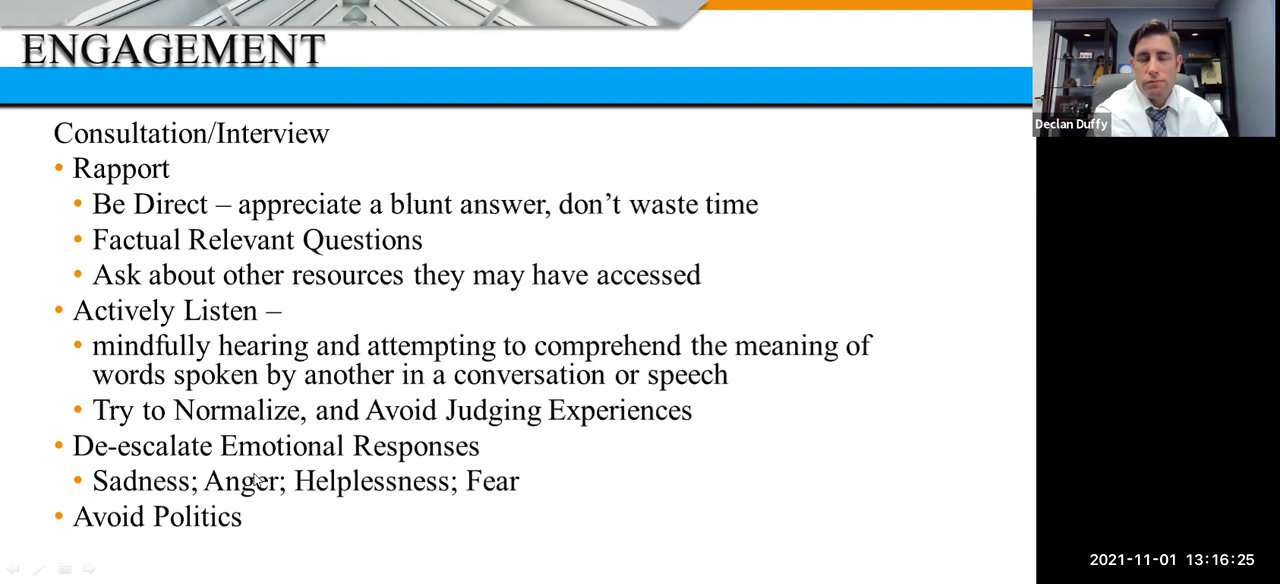 ENGAGEMENT
Declan Duffy
Consultation/Interview
• Rapport
• Be Direct – appreciate a blunt answer, don’t waste time
• Factual Relevant Questions
• Ask about other resources they may have accessed
• Actively Listen –
• mindfully hearing and attempting to comprehend the meaning of
words spoken by another in a conversation or speech
• Try to Normalize, and Avoid Judging Experiences
• De-escalate Emotional Responses
• Sadness; Anger; Helplessness; Fear
• Avoid Politics
2021-11-01 13:16:25